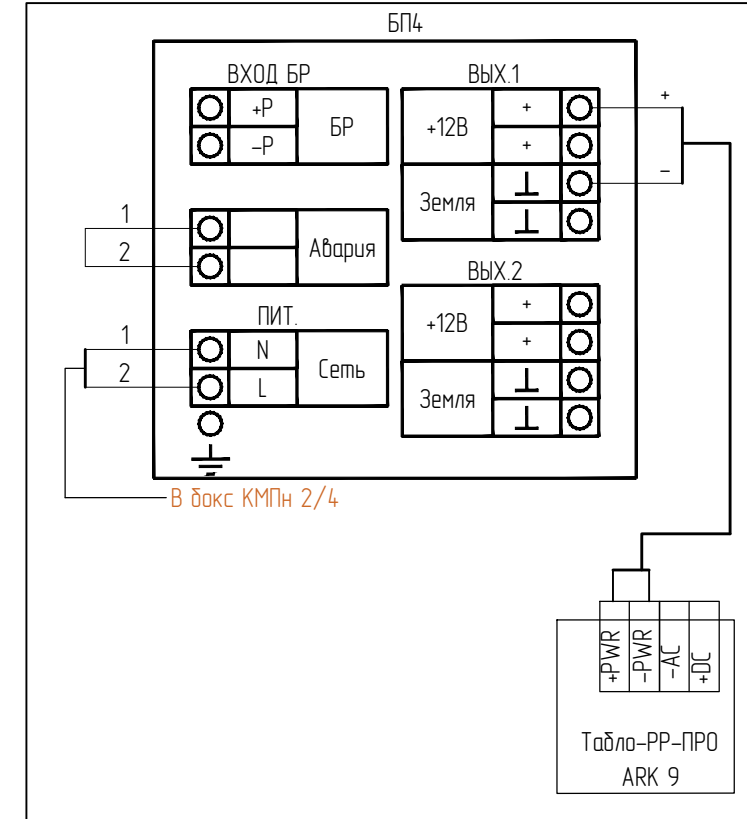 БП4
ВХОД БР
+Р
БР
–Р
1
2
Авария
ПИТ.
1
N
Сеть
2
L
В бокс КМПн 2/4
ВЫХ.1
+12В
+
+
Земля
ВЫХ.2
+12В
+
+
Земля
+
–
+PWR
–PWR
–AC
+DC
Табло–РР–ПРО
ARK 9